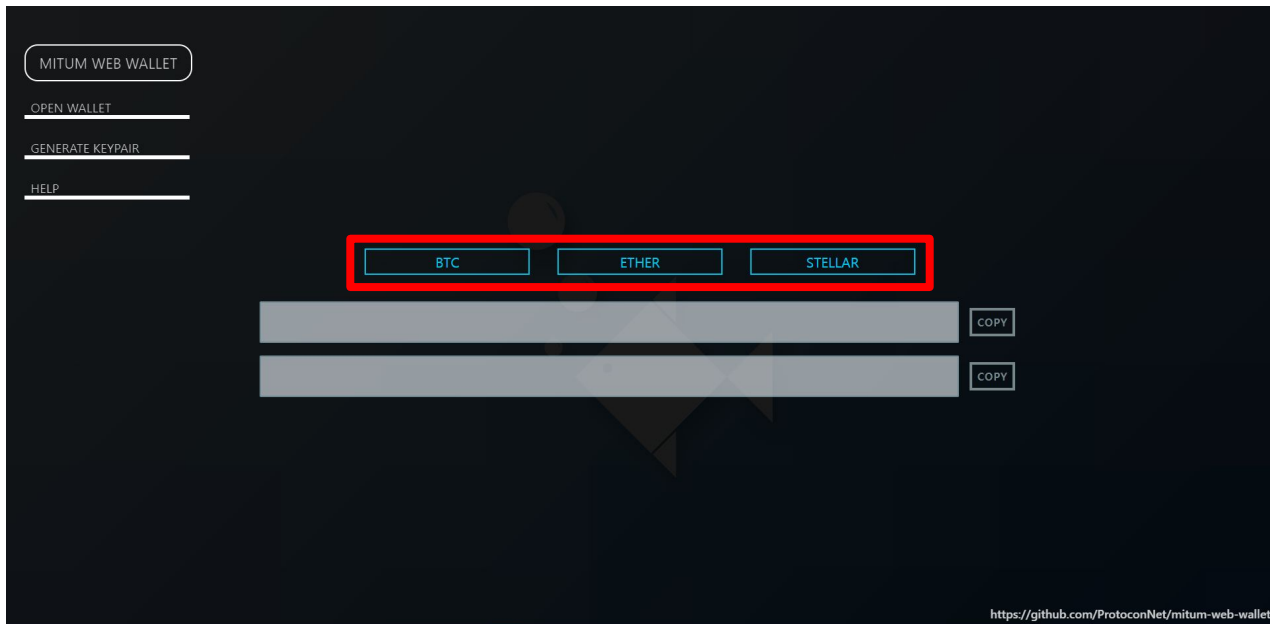 MITUM WEB WALLET
OPEN WALLET
GENERATE KEYPAIR
HELP
BTC ETHER STELLAR
COPY
COPY
https://github.com/ProtoconNet/mitum-web-wallet